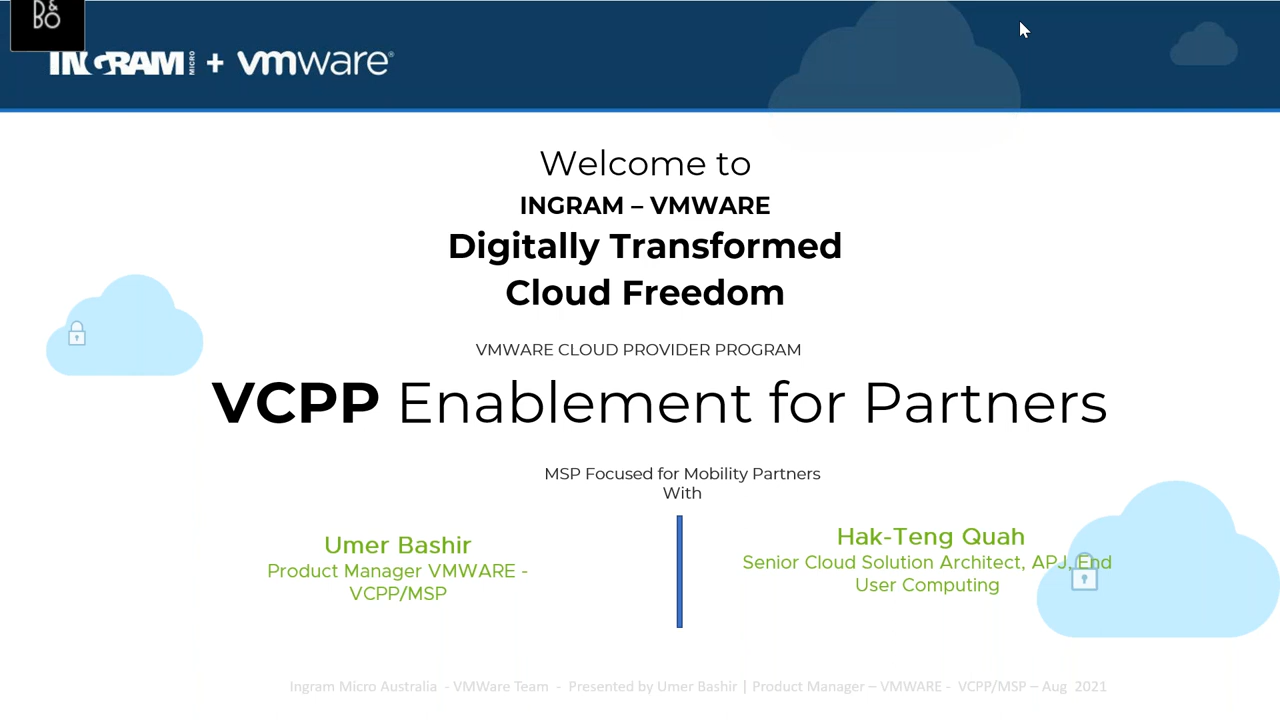 B&
BO
INGRAM MICRO + vmware®
Welcome to
INGRAM – VMWARE
Digitally Transformed
Cloud Freedom
VMWARE CLOUD PROVIDER PROGRAM
VCPP Enablement for Partners
MSP Focused for Mobility Partners
With
Umer Bashir
Product Manager VMWARE -
VCPP/MSP
Hak-Teng Quah
Senior Cloud Solution Architect, APJ, End
User Computing
Ingram Micro Australia - VMWare Team - Presented by Umer Bashir | Product Manager – VMWARE - VCPP/MSP – Aug 2021